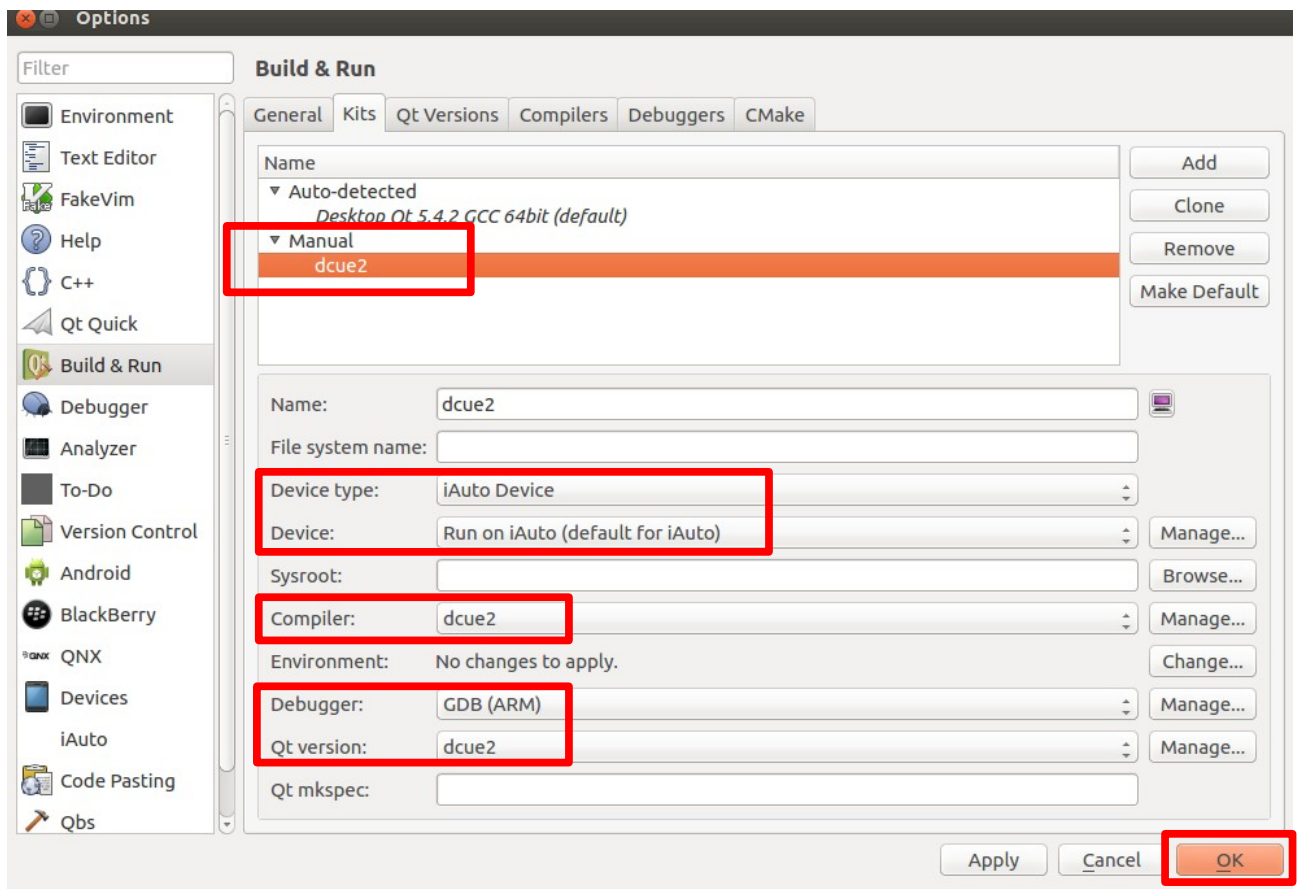 Options
Filter
Build & Run
Environment
Text Editor
FakeVim
Help
C++
Qt Quick
Build & Run
Debugger
Analyzer
To-Do
Version Control
Android
BlackBerry
QNX
Devices
iAuto
Code Pasting
Qbs
General Kits Qt Versions Compilers Debuggers CMake
Name
Auto-detected
Desktop Qt 5.4.2 GCC 64bit (default)
Manual
dcue2
Add
Clone
Remove
Make Default
Name: dcue2
File system name:
Device type: iAuto Device
Device: Run on iAuto (default for iAuto) Manage...
Sysroot: Browse...
Compiler: dcue2 Manage...
Environment: No changes to apply. Change...
Debugger: GDB (ARM) Manage...
Qt version: dcue2 Manage...
Qt mkspec:
Apply Cancel OK